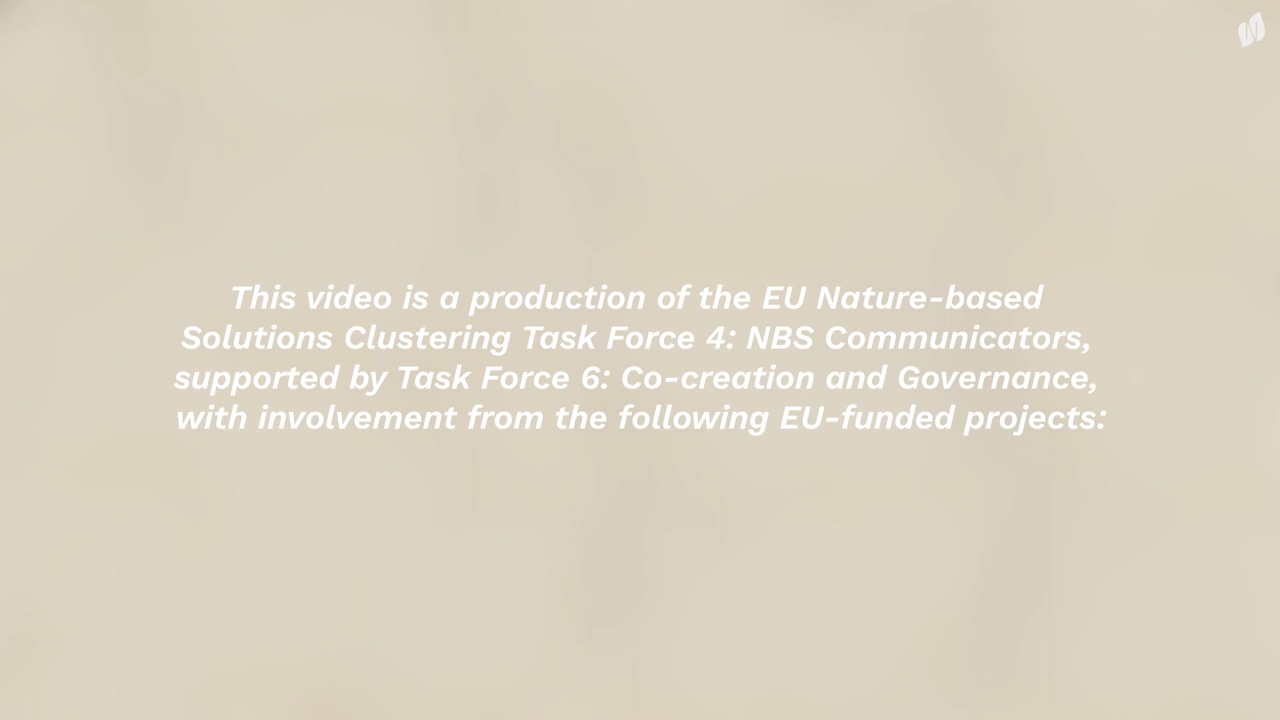 This video is a production of the EU Nature-based
Solutions Clustering Task Force 4: NBS Communicators,
supported by Task Force 6: Co-creation and Governance,
with involvement from the following EU-funded projects: